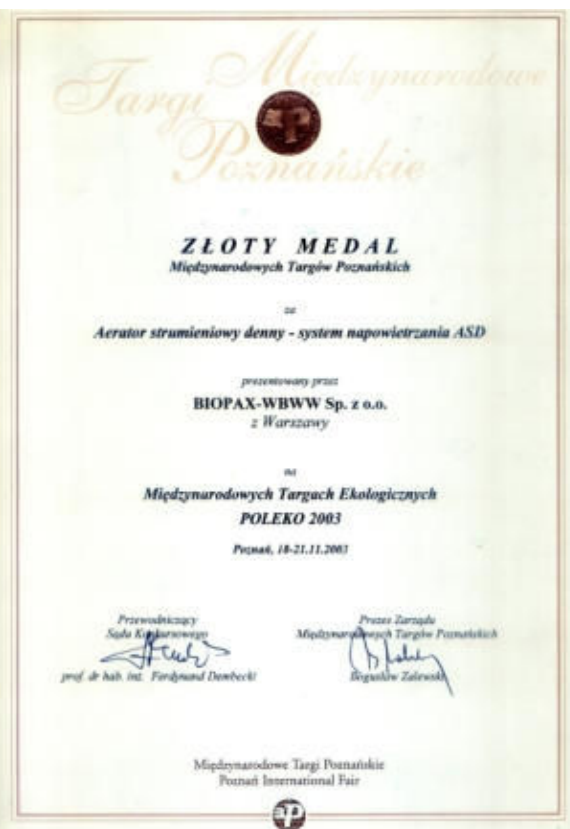 Międzynarodowe
Targi
Poznańskie
ZŁOTY MEDAL
Międzynarodowych Targów Poznańskich
za
Aerator strumieniowy denny - system napowietrzania ASD
prezentowany przez
BIOPAX-WBWW Sp. z o.o.
z Warszawy
na
Międzynarodowych Targach Ekologicznych
POLEKO 2003
Poznań, 18-21.11.2003
Przewodniczący
Sądu Konkursowego
prof. dr hab. inż. Ferdynand Dembecki
Prezes Zarządu
Międzynarodowych Targów Poznańskich
Bogusław Zalewski
Międzynarodowe Targi Poznańskie
Poznań International Fair